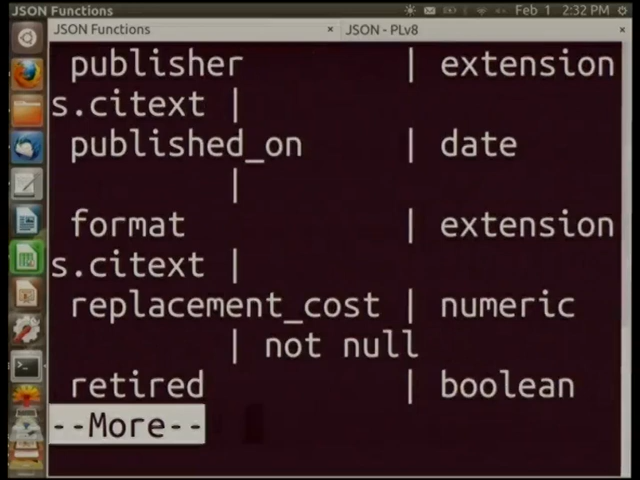 JSON Functions
Feb 1 2:32 PM
JSON Functions × JSON - PLv8 ×
publisher | extension
s.citext |
published_on | date
|
format | extension
s.citext |
replacement_cost | numeric
| not null
retired | boolean
--More--